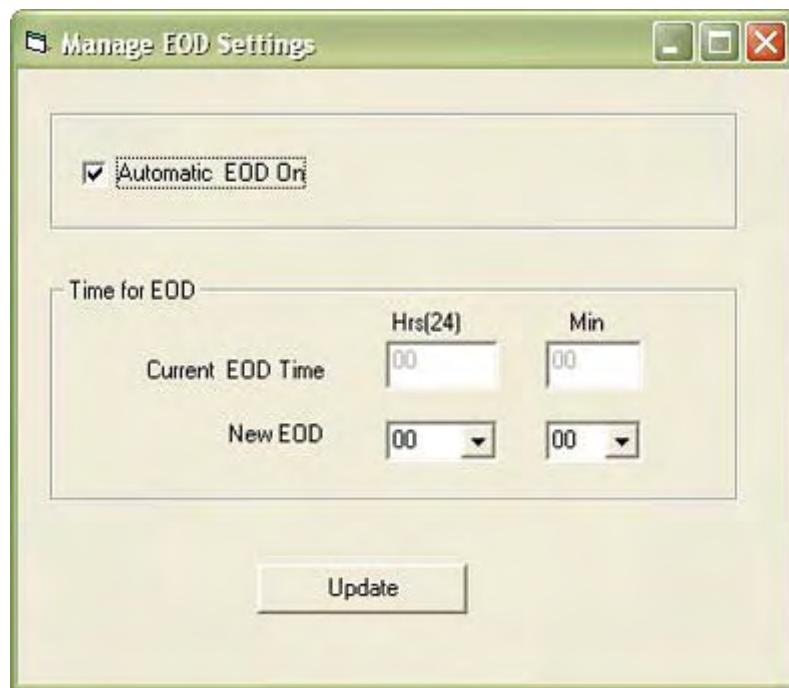 Manage EOD Settings
Automatic EOD On
Time for EOD
Hrs(24) Min
Current EOD Time 00 00
New EOD 00 00
Update